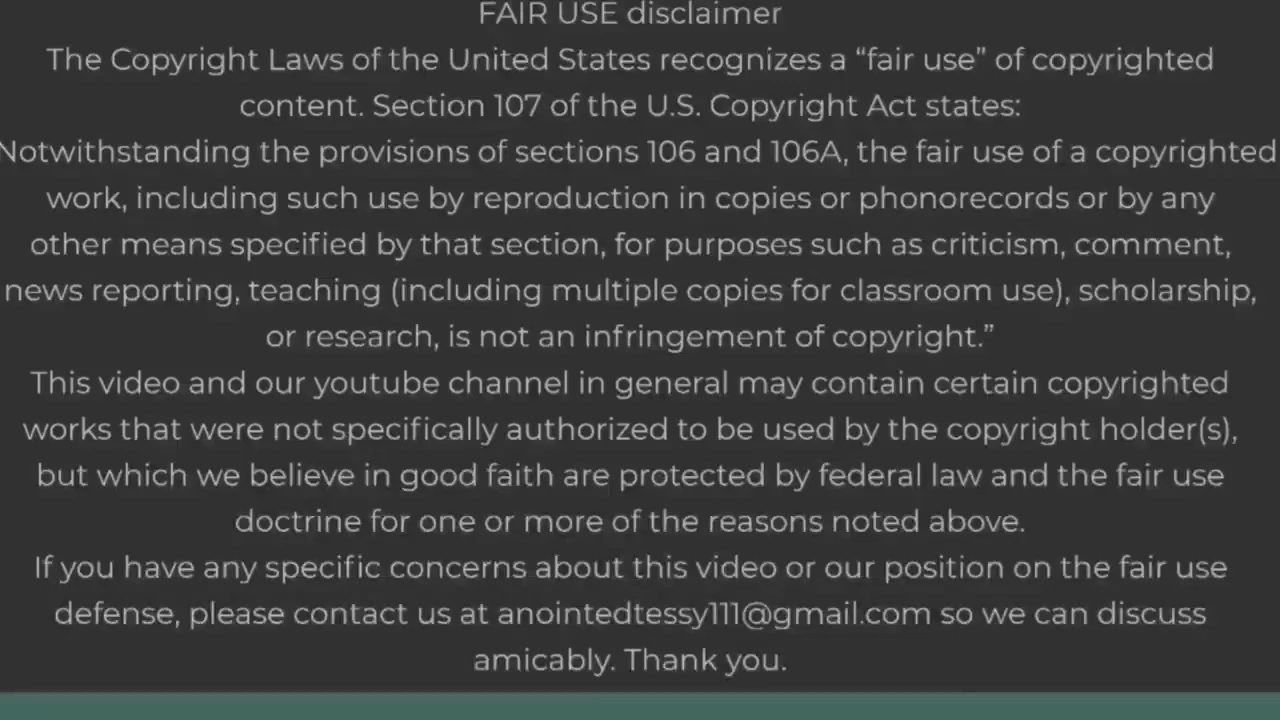 FAIR USE disclaimer
The Copyright Laws of the United States recognizes a “fair use” of copyrighted
content. Section 107 of the U.S. Copyright Act states:
Notwithstanding the provisions of sections 106 and 106A, the fair use of a copyrighted
work, including such use by reproduction in copies or phonorecords or by any
other means specified by that section, for purposes such as criticism, comment,
news reporting, teaching (including multiple copies for classroom use), scholarship,
or research, is not an infringement of copyright.”
This video and our youtube channel in general may contain certain copyrighted
works that were not specifically authorized to be used by the copyright holder(s),
but which we believe in good faith are protected by federal law and the fair use
doctrine for one or more of the reasons noted above.
If you have any specific concerns about this video or our position on the fair use
defense, please contact us at anointedtessy111@gmail.com so we can discuss
amicably. Thank you.